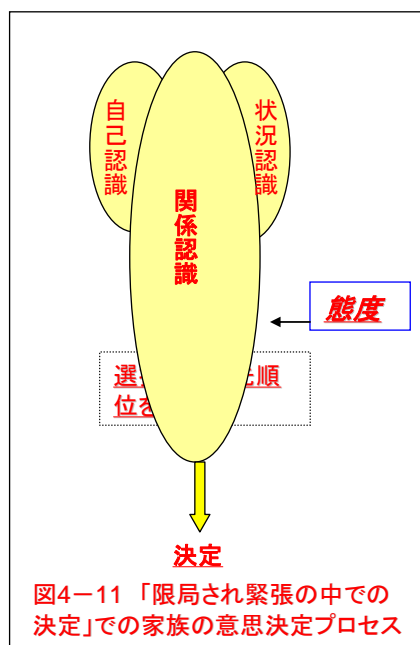 自己認識
状況認識
関係認識
態度
選
順
位を
決定
図4－11 「限局され緊張の中での
決定」での家族の意思決定プロセス